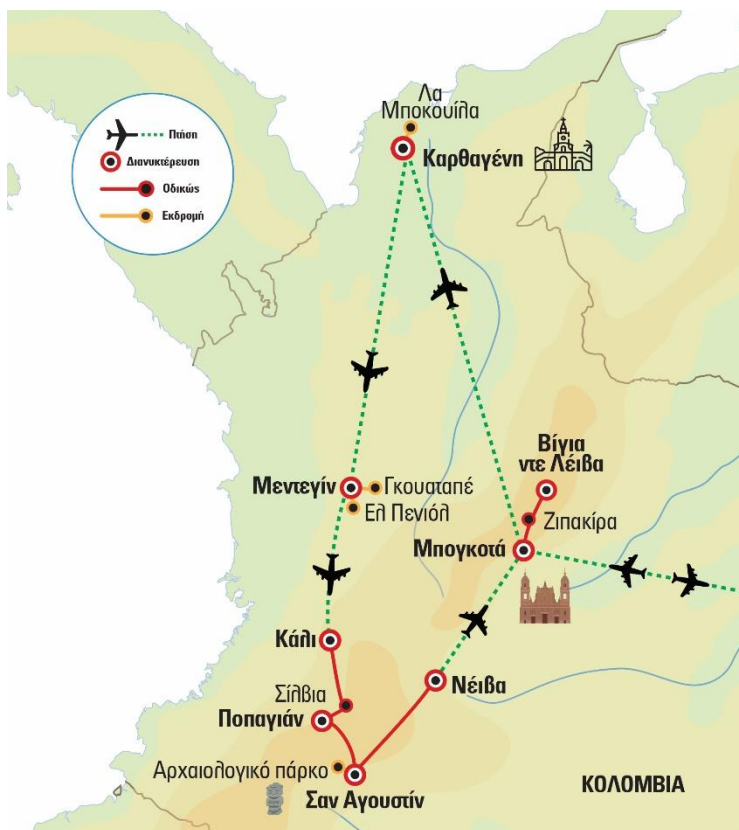 Λα
Μποκουίλα
Καρθαγένη
Πτήση
Διανυκτέρευση
Οδικώς
Εκδρομή
Βίγια
ντε Λέιβα
Μεντεγίν
Γκουαταπέ
Ελ Πενιόλ
Ζιπακίρα
Μπογκοτά
Κάλι
Νέιβα
Σίλβια
Ποπαγιάν
Αρχαιολογικό πάρκο
Σαν Αγουστίν
ΚΟΛΟΜΒΙΑ